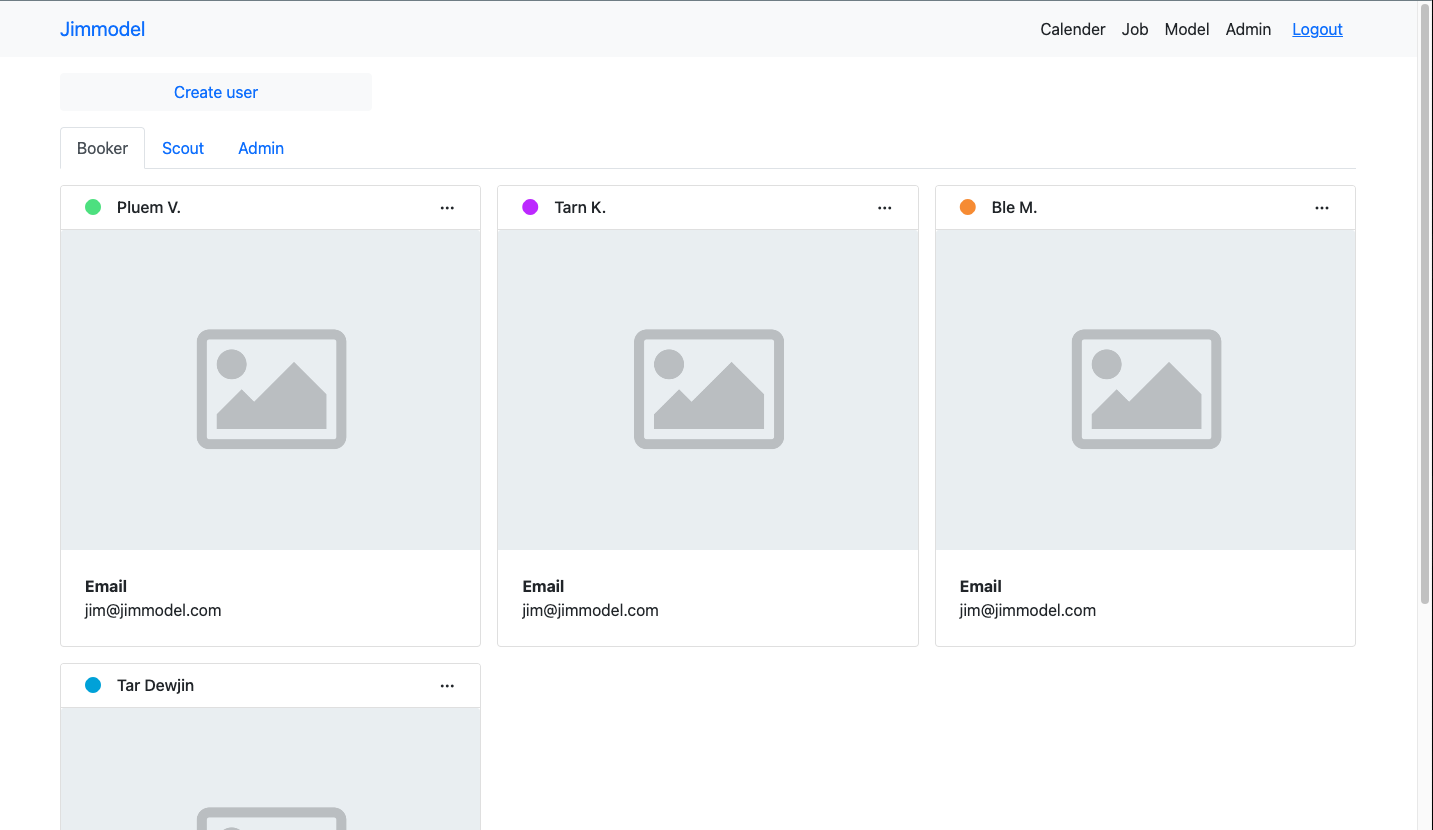 Jimmodel
Calender Job Model Admin Logout
Create user
Booker Scout Admin
Pluem V. ...
Tarn K. ...
Ble M. ...
Email
jim@jimmodel.com
Email
jim@jimmodel.com
Email
jim@jimmodel.com
Tar Dewjin ...